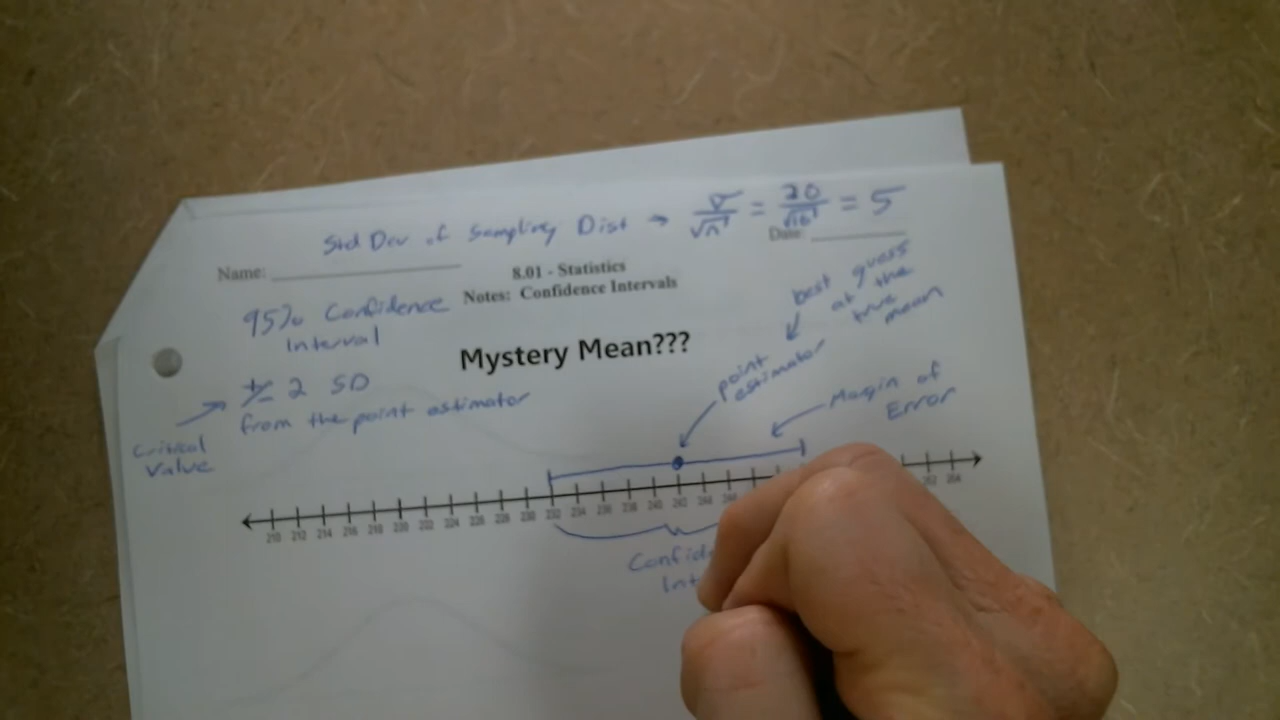 Std Dev of Sampling Dist → σ/√n = 20/√16 = 5
Name: Date:
8.01 - Statistics
Notes: Confidence Intervals
95% Confidence
Interval
Mystery Mean???
best guess
at the
true
mean
point
estimator
Margin of
Error
+/- 2 SD
from the point estimator
Critical
Value
210 212 214 216 218 220 222 224 226 228 230 232 234 236 238 240 242 244 246 262 264
Confid
Int